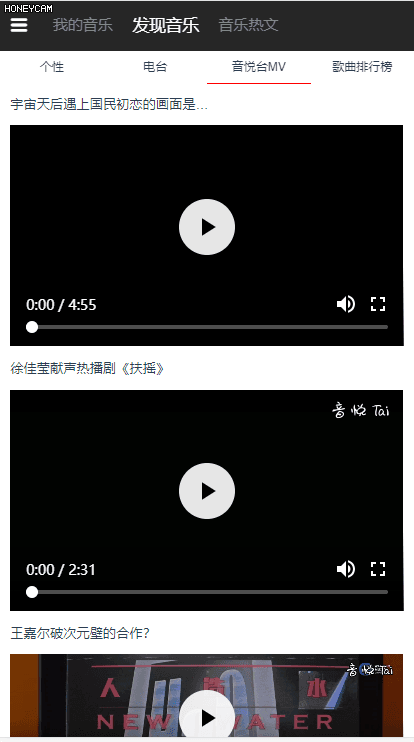 HONEYCAM
我的音乐 发现音乐 音乐热文
个性 电台 音悦台MV 歌曲排行榜
宇宙天后遇上国民初恋的画面是...
0:00 / 4:55
徐佳莹献声热播剧《扶摇》
音悦Tai
0:00 / 2:31
王嘉尔破次元壁的合作?
音悦Tai
人 造 水
NEW WATER